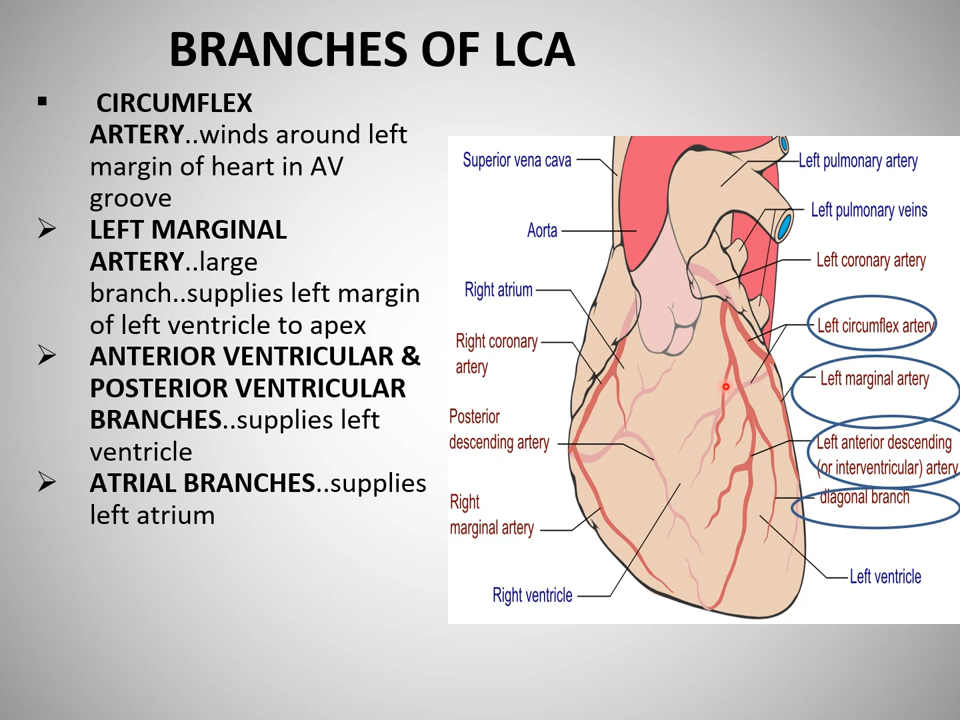 BRANCHES OF LCA
▪ CIRCUMFLEX
ARTERY..winds around left
margin of heart in AV
groove
➢ LEFT MARGINAL
ARTERY..large
branch..supplies left margin
of left ventricle to apex
➢ ANTERIOR VENTRICULAR &
POSTERIOR VENTRICULAR
BRANCHES..supplies left
ventricle
➢ ATRIAL BRANCHES..supplies
left atrium
Superior vena cava
Aorta
Right atrium
Right coronary
artery
Posterior
descending artery
Right
marginal artery
Right ventricle
Left pulmonary artery
Left pulmonary veins
Left coronary artery
Left circumflex artery
Left marginal artery
Left anterior descending
(or interventricular) artery
diagonal branch
Left ventricle